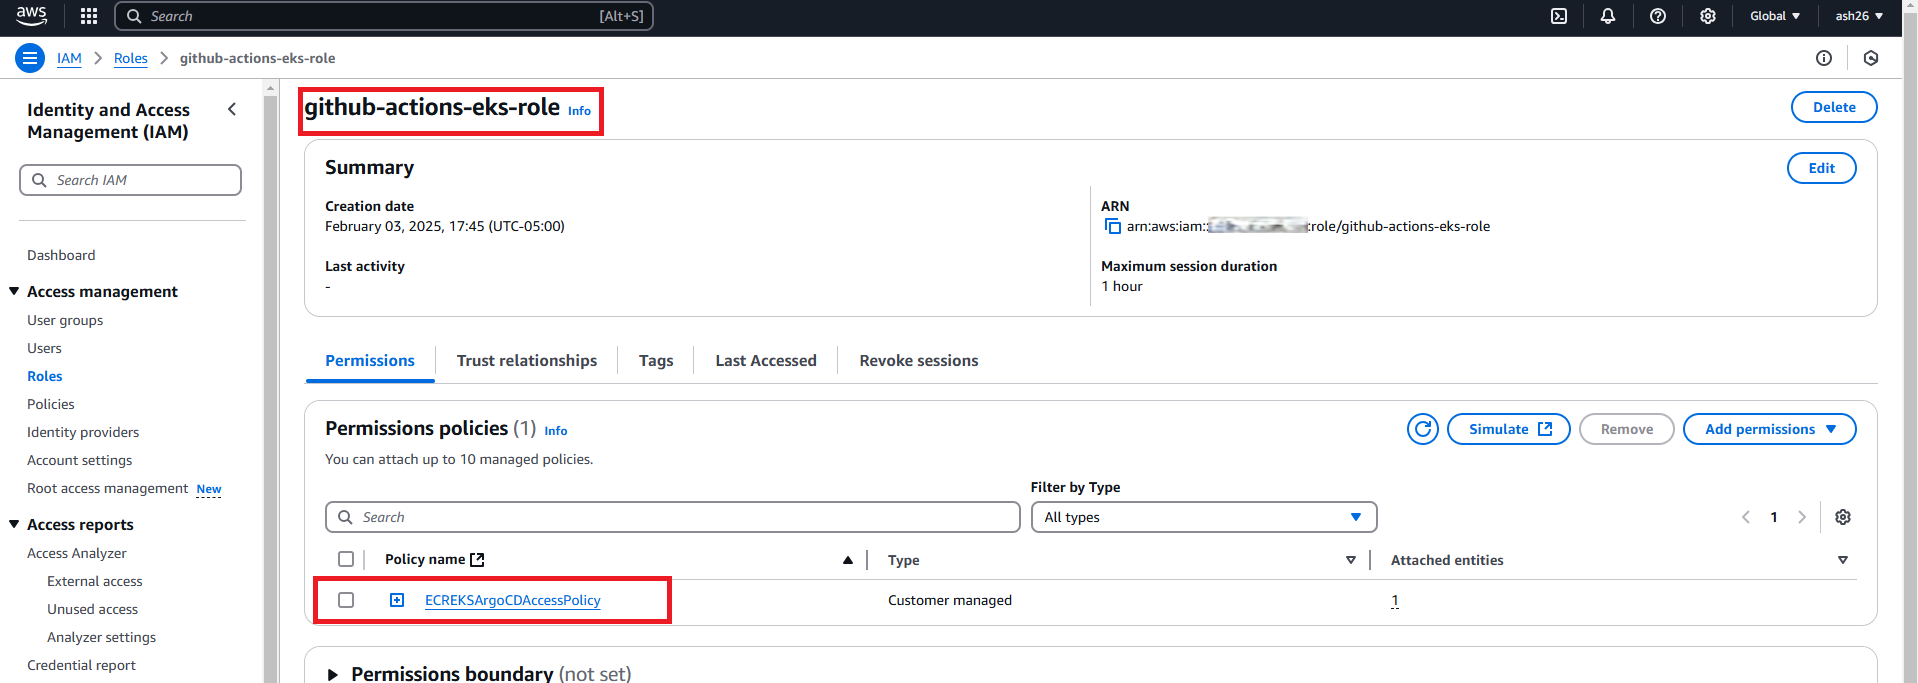 aws
Search [Alt+S]
Global ash26
IAM Roles github-actions-eks-role
Identity and Access
Management (IAM)
Search IAM
Dashboard
Access management
User groups
Users
Roles
Policies
Identity providers
Account settings
Root access management New
Access reports
Access Analyzer
External access
Unused access
Analyzer settings
Credential report
github-actions-eks-role Info
Delete
Summary
Edit
Creation date
February 03, 2025, 17:45 (UTC-05:00)
Last activity
-
ARN
arn:aws:iam:: :role/github-actions-eks-role
Maximum session duration
1 hour
Permissions Trust relationships Tags Last Accessed Revoke sessions
Permissions policies (1) Info
Simulate Remove Add permissions
You can attach up to 10 managed policies.
Filter by Type
Search All types
1
Policy name Type Attached entities
ECREKSArgoCDAccessPolicy Customer managed 1
Permissions boundary (not set)